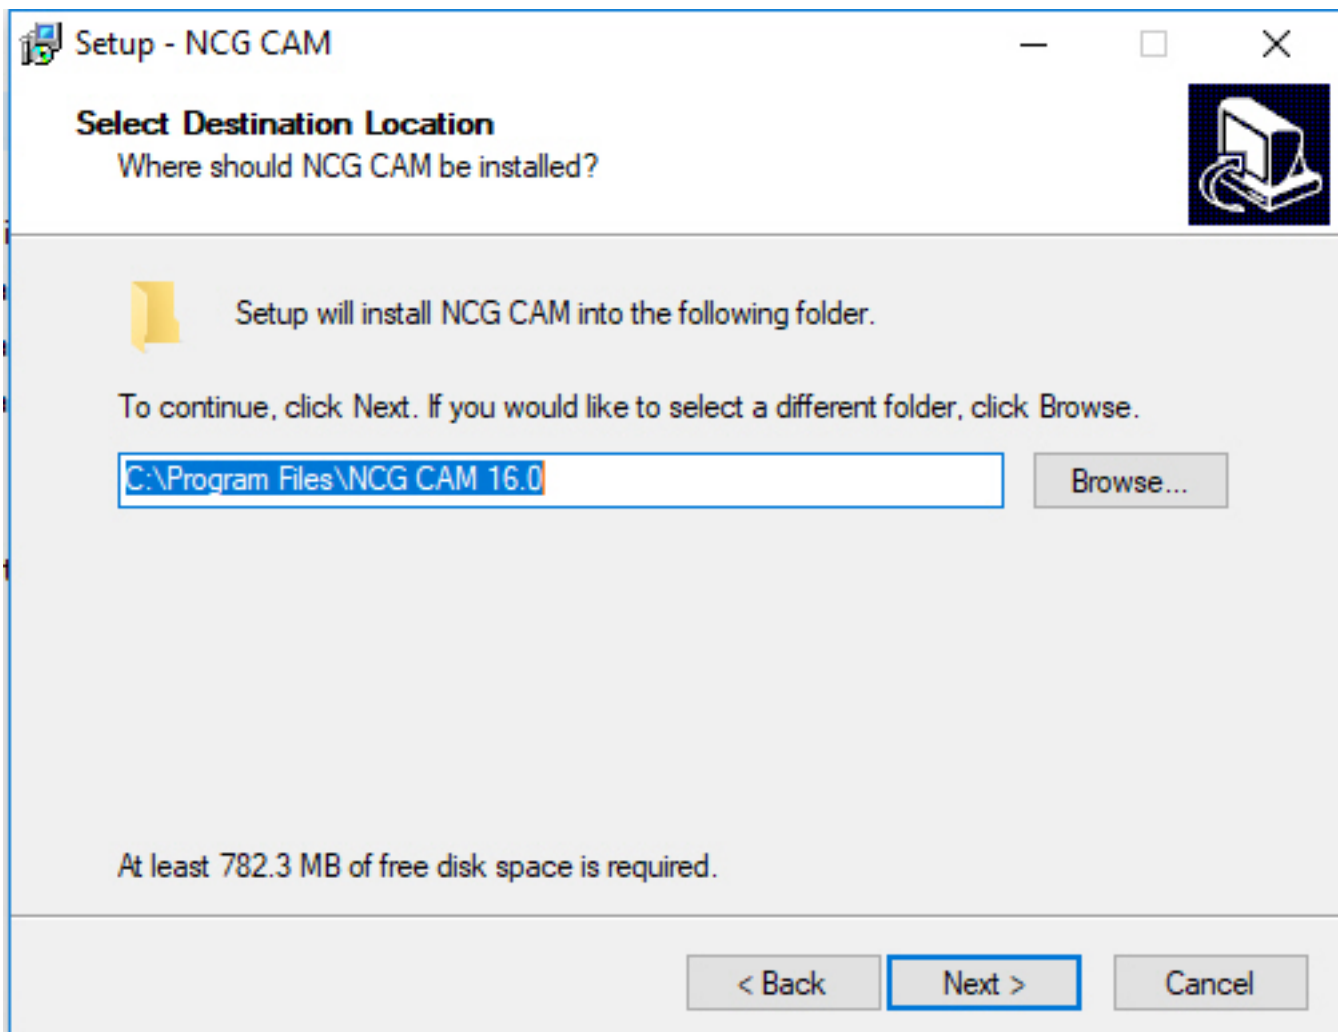 Setup - NCG CAM
Select Destination Location
Where should NCG CAM be installed?
Setup will install NCG CAM into the following folder.
To continue, click Next. If you would like to select a different folder, click Browse.
C:\Program Files\NCG CAM 16.0
Browse...
At least 782.3 MB of free disk space is required.
< Back
Next >
Cancel